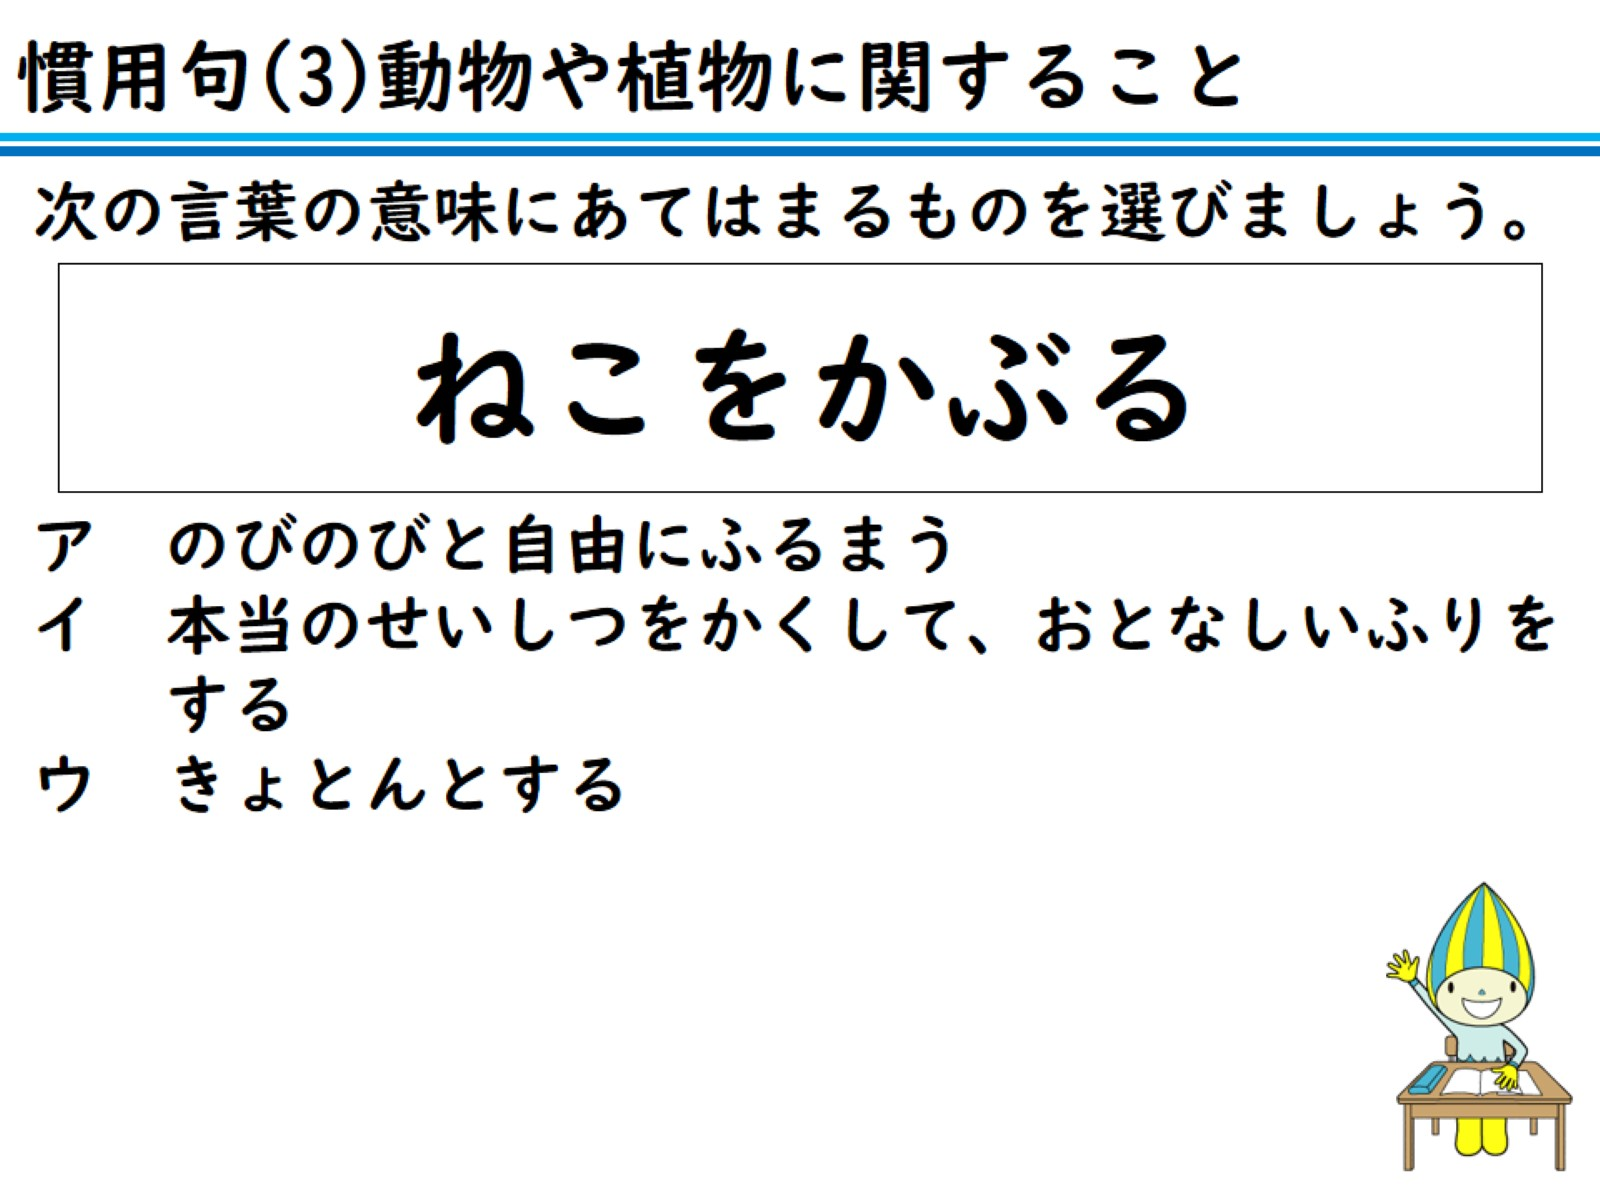 慣用句(3)動物や植物に関すること
次の言葉の意味にあてはまるものを選びましょう。
ねこをかぶる
ア　のびのびと自由にふるまう
イ　本当のせいしつをかくして、おとなしいふりを
する
ウ　きょとんとする